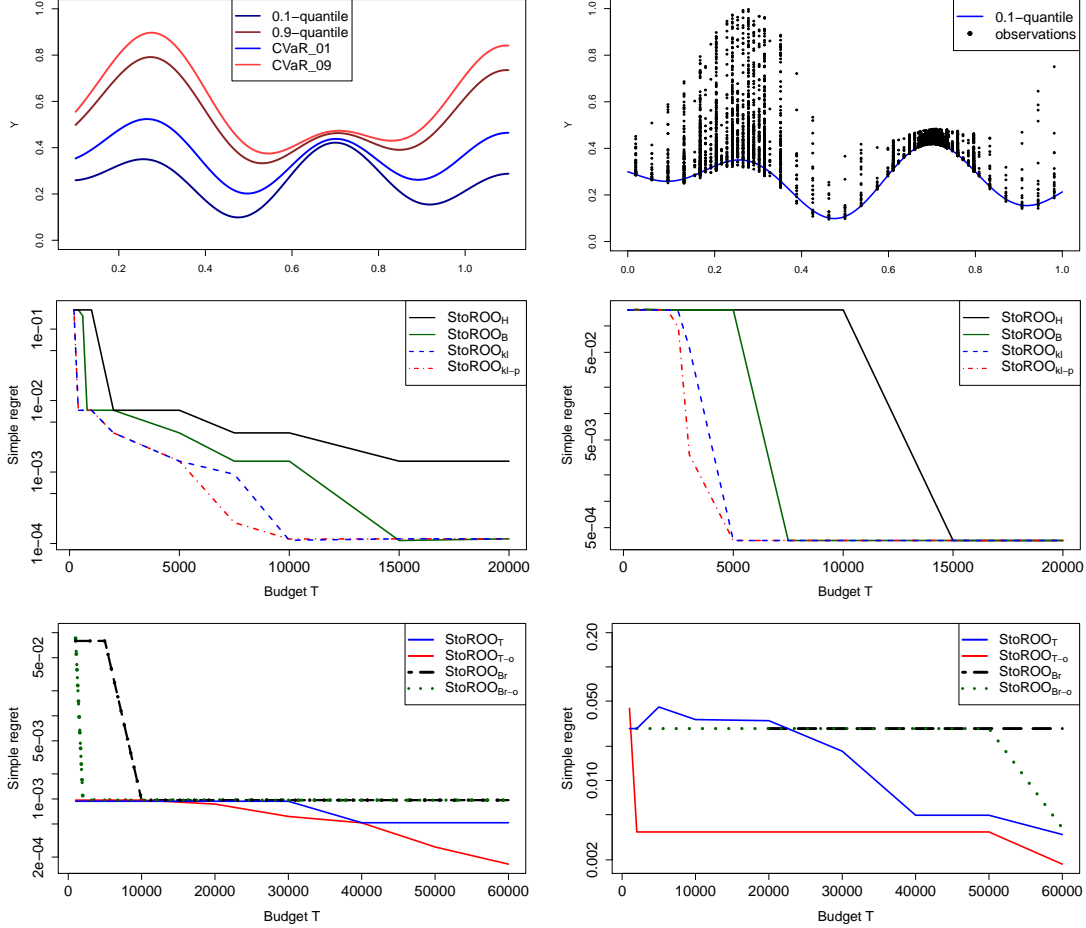 0.1−quantile
0.9−quantile
CVaR_01
CVaR_09
Y
0.0 0.2 0.4 0.6 0.8 1.0
0.2 0.4 0.6 0.8 1.0
0.1−quantile
observations
Y
0.0 0.2 0.4 0.6 0.8 1.0
0.0 0.2 0.4 0.6 0.8 1.0
StoROO_H
StoROO_B
StoROO_kl
StoROO_kl−p
Simple regret
1e−04 1e−03 1e−02 1e−01
0 5000 10000 15000 20000
Budget T
StoROO_H
StoROO_B
StoROO_kl
StoROO_kl−p
Simple regret
5e−04 5e−03 5e−02
0 5000 10000 15000 20000
Budget T
StoROO_T
StoROO_T−o
StoROO_Br
StoROO_Br−o
Simple regret
2e−04 1e−03 5e−03 5e−02
0 10000 20000 30000 40000 50000 60000
Budget T
StoROO_T
StoROO_T−o
StoROO_Br
StoROO_Br−o
Simple regret
0.002 0.010 0.050 0.20
0 10000 20000 30000 40000 50000 60000
Budget T